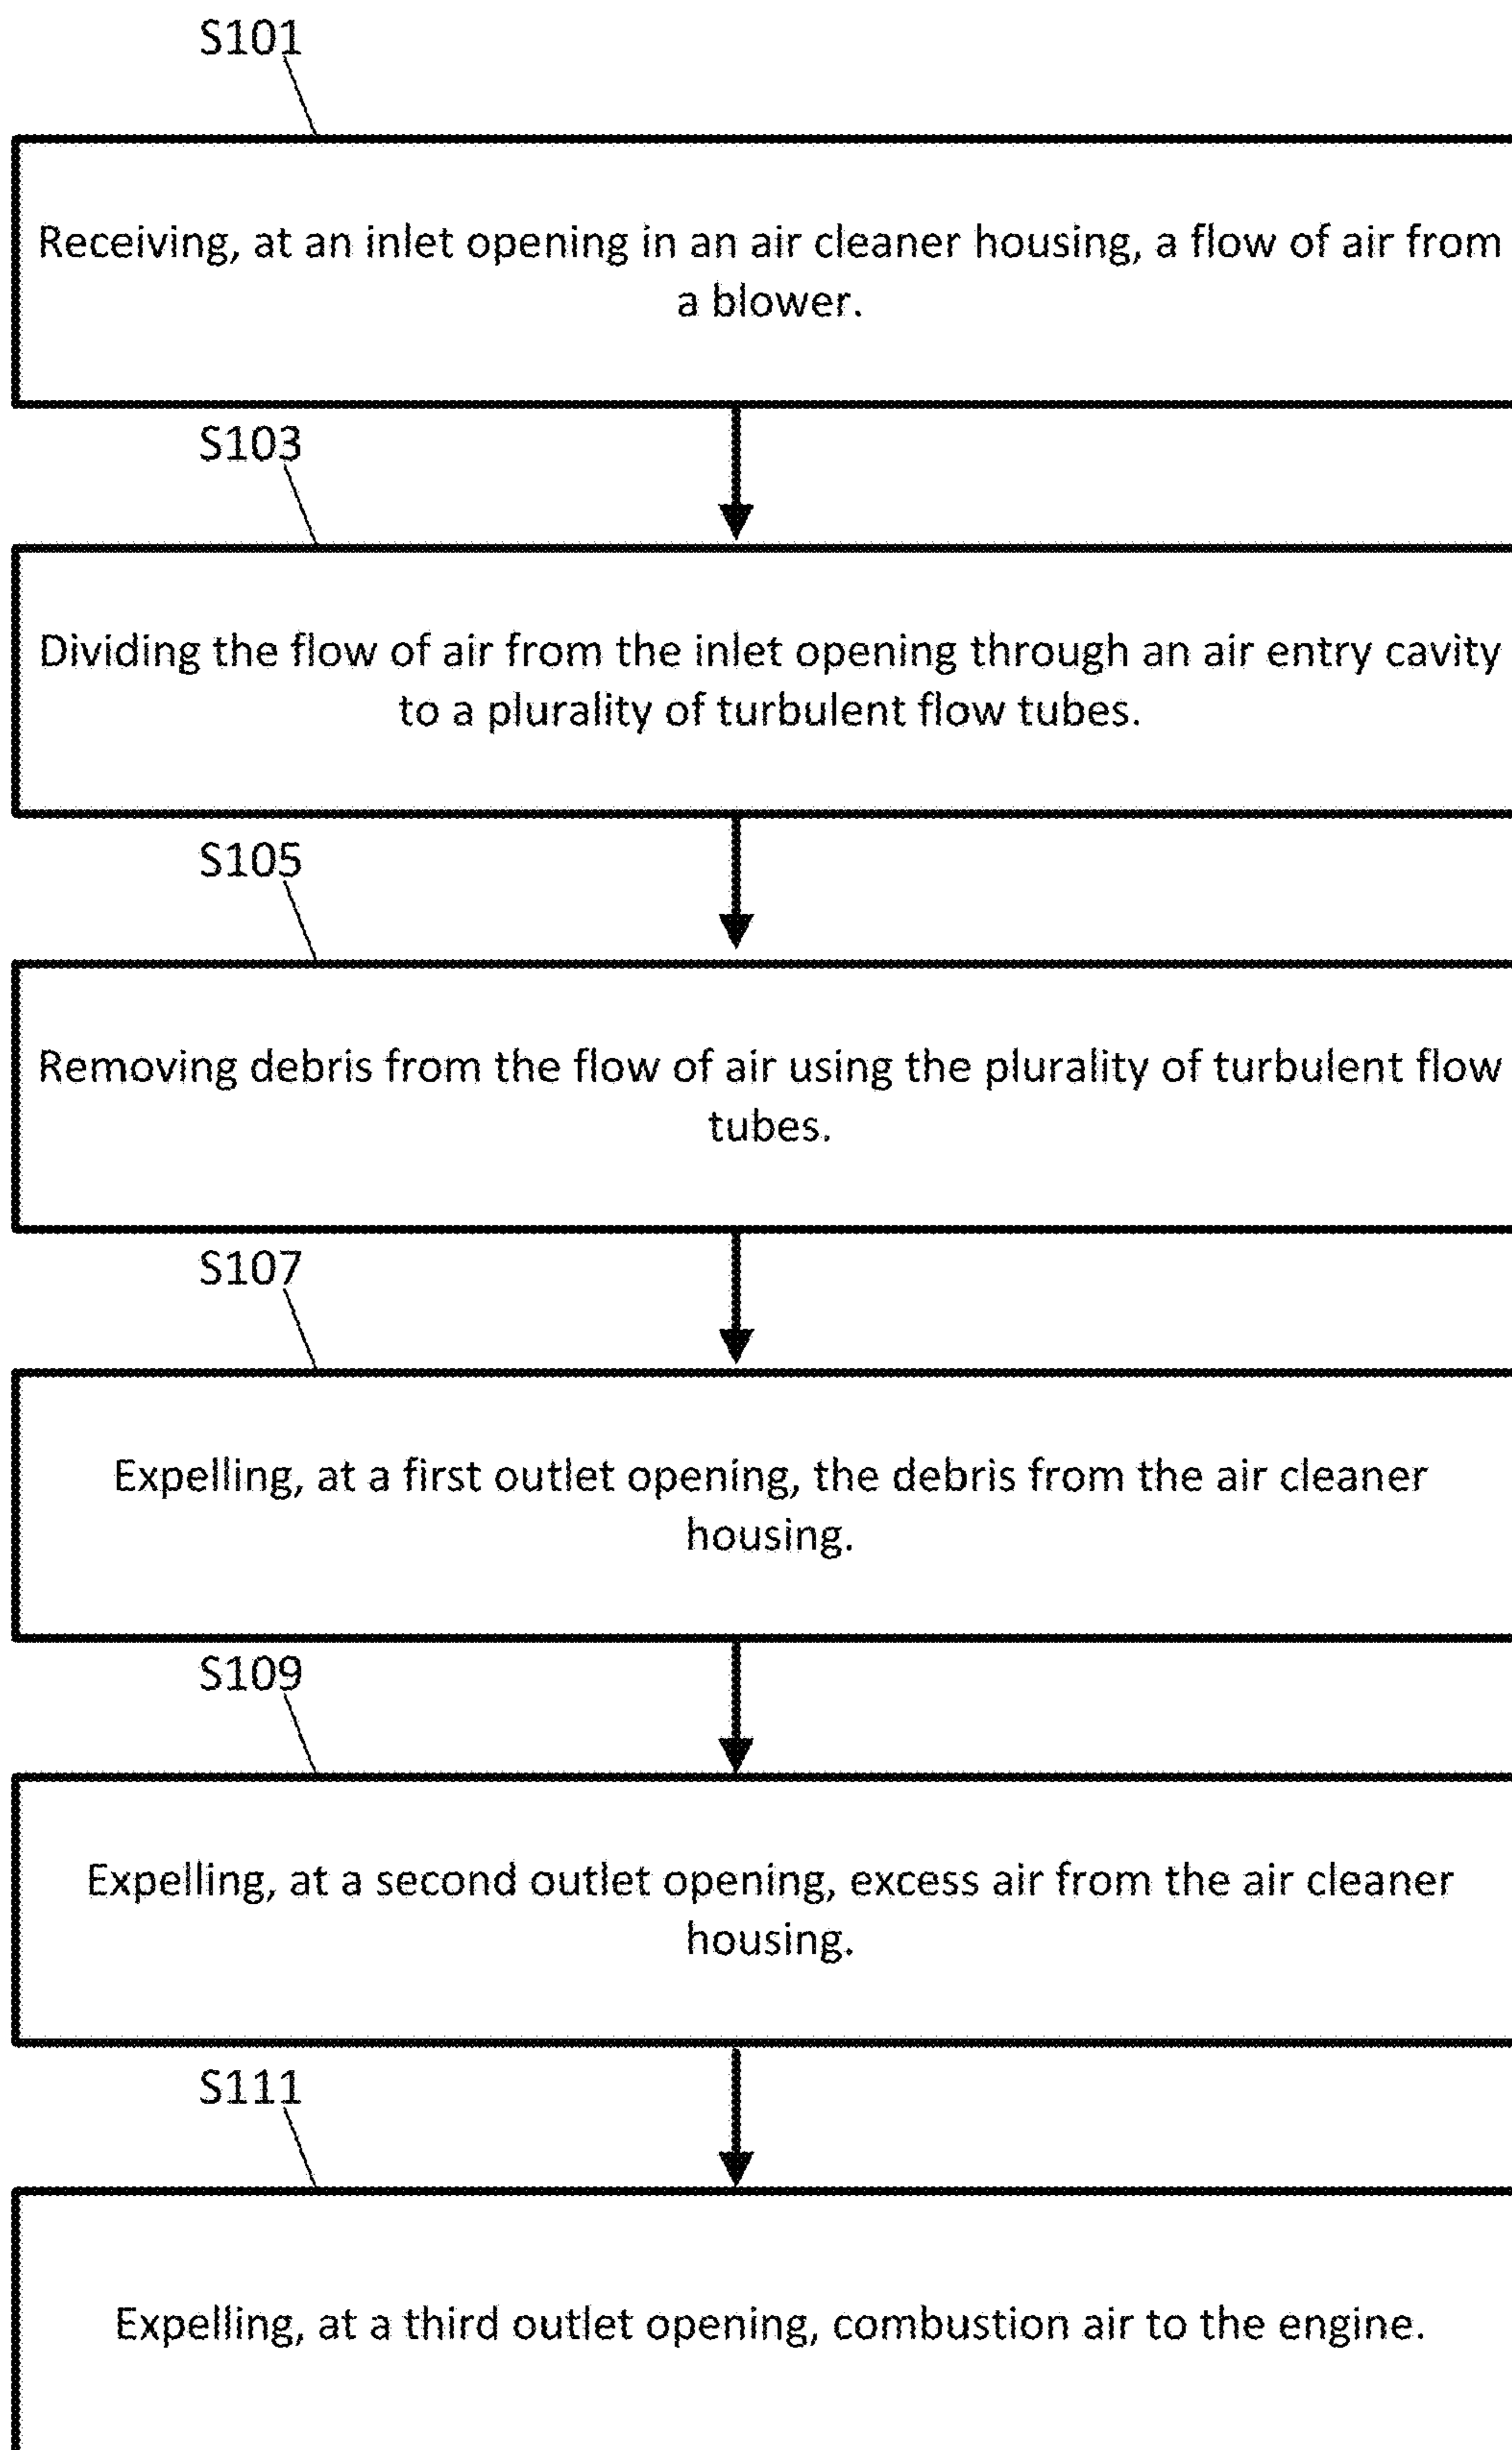 S101
Receiving, at an inlet opening in an air cleaner housing, a flow of air from
a blower.
S103
Dividing the flow of air from the inlet opening through an air entry cavity
to a plurality of turbulent flow tubes.
S105
Removing debris from the flow of air using the plurality of turbulent flow
tubes.
S107
Expelling, at a first outlet opening, the debris from the air cleaner
housing.
S109
Expelling, at a second outlet opening, excess air from the air cleaner
housing.
S111
Expelling, at a third outlet opening, combustion air to the engine.